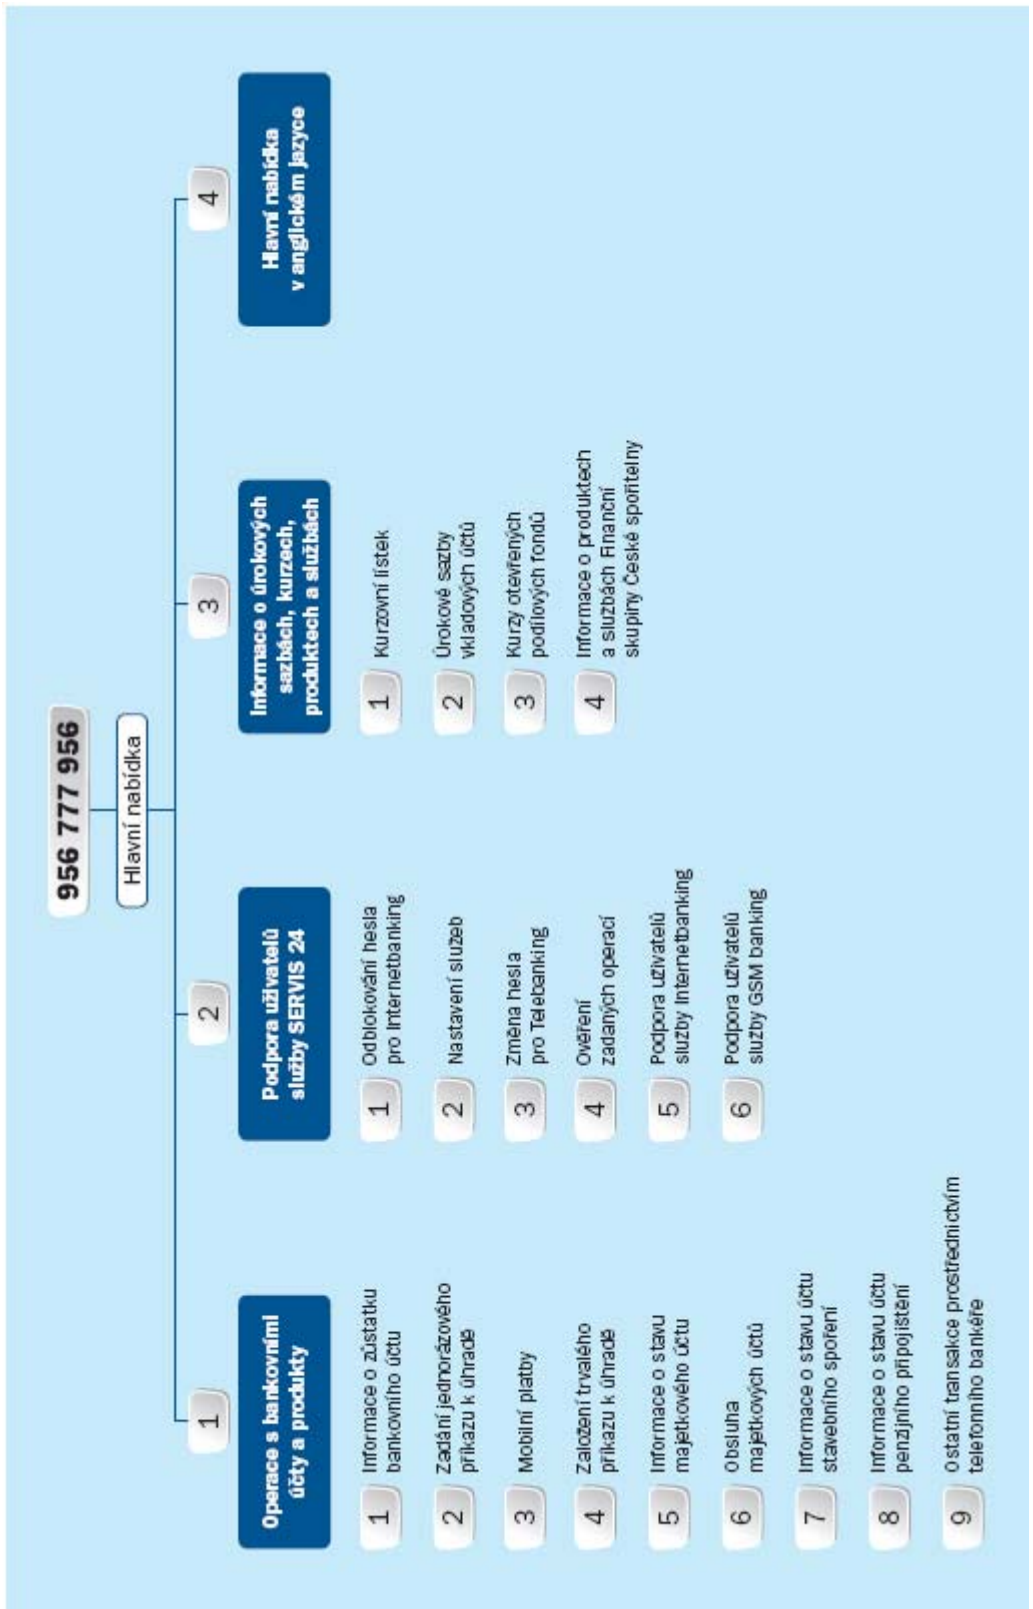 956 777 956
Hlavní nabídka
1
Operace s bankovními
účty a produkty
1
Informace o zůstatku
bankovního účtu
2
Zadání jednorázového
příkazu k úhradě
3
Mobilní platby
4
Založení trvalého
příkazu k úhradě
5
Informace o stavu
majetkového účtu
6
Obsluha
majetkových účtů
7
Informace o stavu účtu
stavebního spoření
8
Informace o stavu účtu
penzijního připojištění
9
Ostatní transakce prostřednictvím
telefonního bankéře
2
Podpora uživatelů
služby SERVIS 24
1
Odblokování hesla
pro Internetbanking
2
Nastavení služeb
3
Změna hesla
pro Telebanking
4
Ověření
zadaných operací
5
Podpora uživatelů
služby Internetbanking
6
Podpora uživatelů
služby GSM banking
3
Informace o úrokových
sazbách, kurzech,
produktech a službách
1
Kurzovní lístek
2
Úrokové sazby
vkladových účtů
3
Kurzy otevřených
podílových fondů
4
Informace o produktech
a službách Finanční
skupiny České spořitelny
4
Hlavní nabídka
v anglickém jazyce